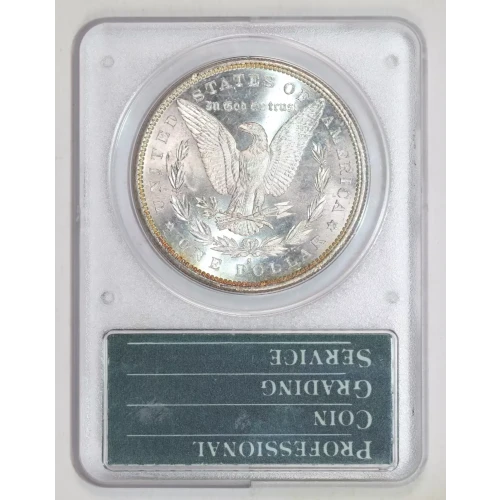 UNITED STATES OF AMERICA
In God we trust
ONE DOLLAR
PROFESSIONAL
COIN
GRADING
SERVICE